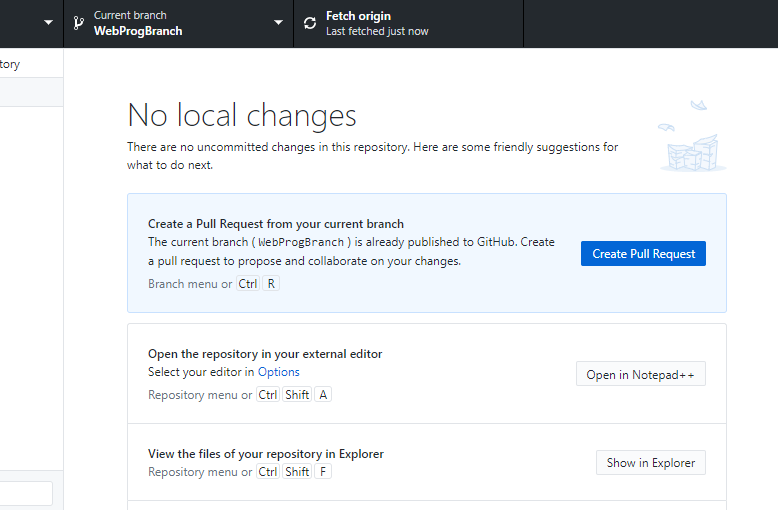 Current branch
WebProgBranch
Fetch origin
Last fetched just now
tory
No local changes
There are no uncommitted changes in this repository. Here are some friendly suggestions for
what to do next.
Create a Pull Request from your current branch
The current branch ( WebProgBranch ) is already published to GitHub. Create
a pull request to propose and collaborate on your changes.
Branch menu or Ctrl R
Create Pull Request
Open the repository in your external editor
Select your editor in Options
Repository menu or Ctrl Shift A
Open in Notepad++
View the files of your repository in Explorer
Repository menu or Ctrl Shift F
Show in Explorer